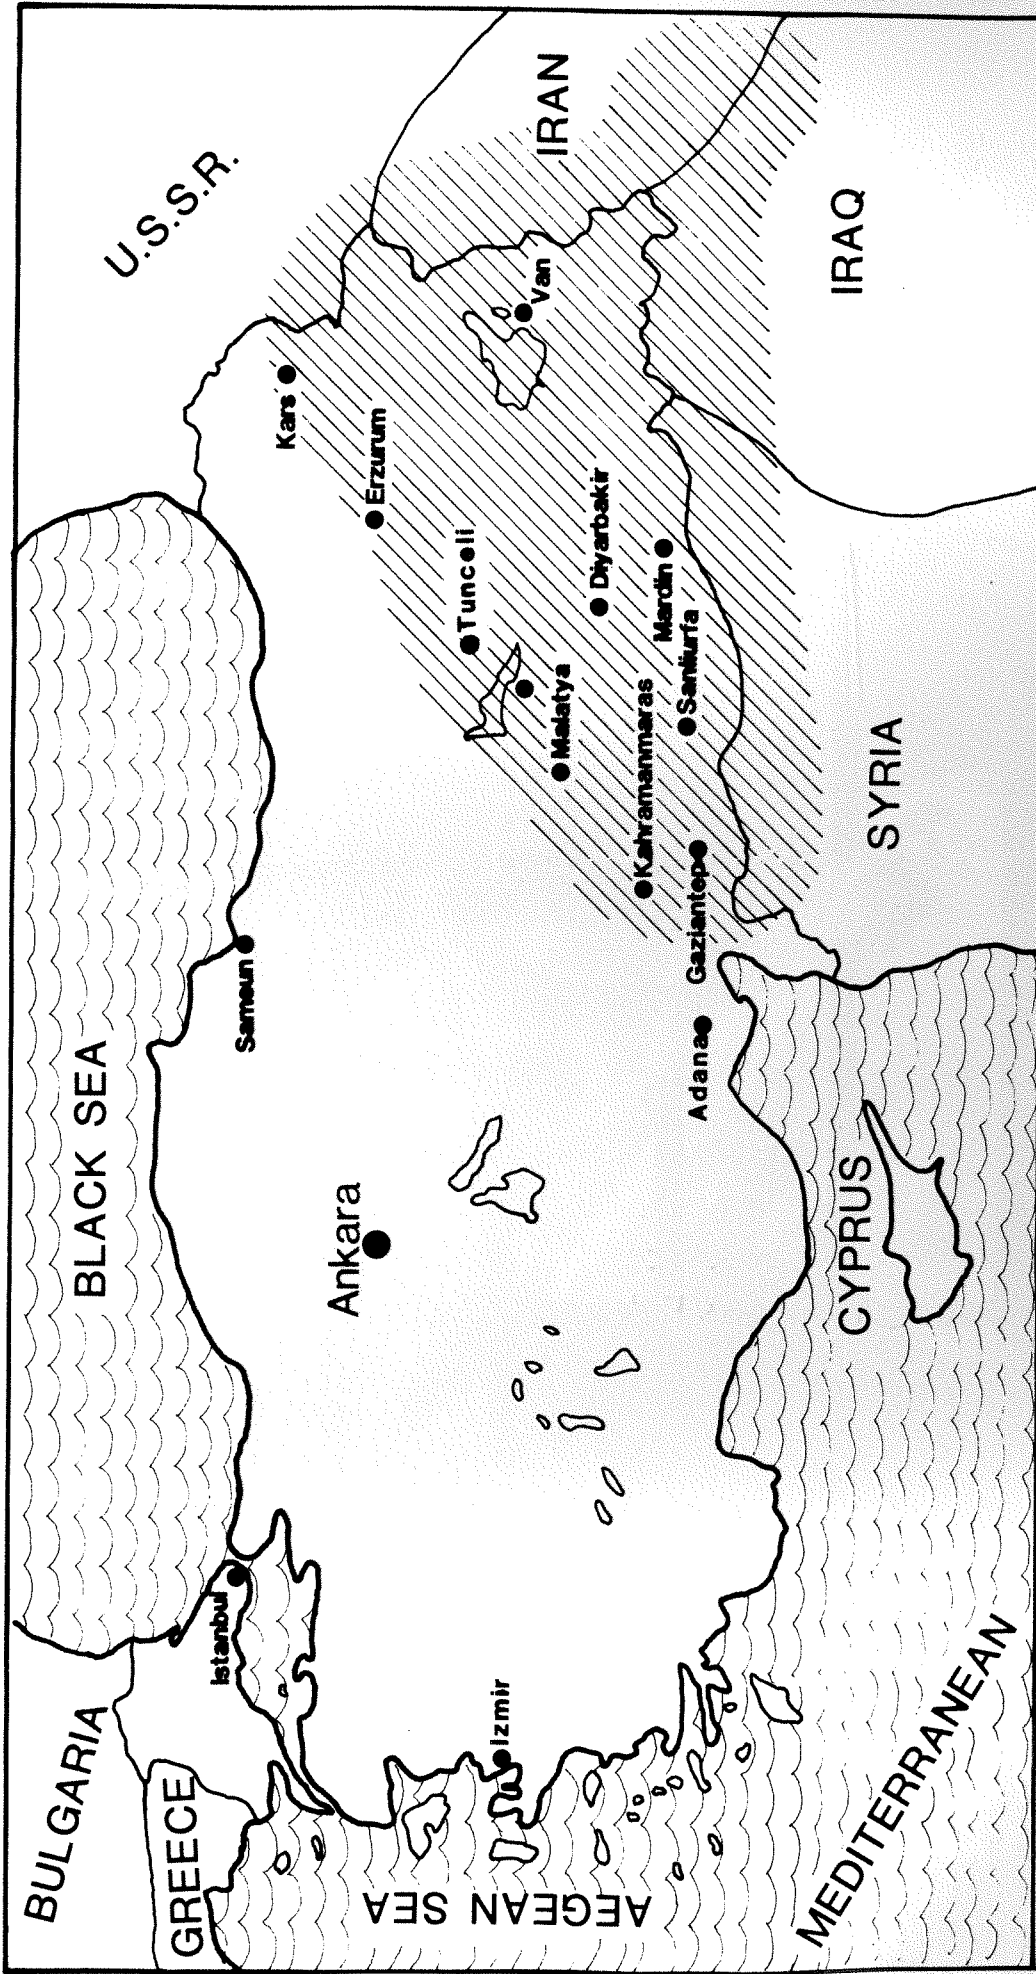 BLACK SEA
U.S.S.R.
BULGARIA
GREECE
Istanbul
Samsun
Kars
Ankara
Erzurum
Tunceli
IRAN
Van
AEGEAN SEA
Izmir
Malatya
Diyarbakir
Kahramanmaras
Mardin
Sanliurfa
Gaziantep
Adana
IRAQ
SYRIA
CYPRUS
MEDITERRANEAN